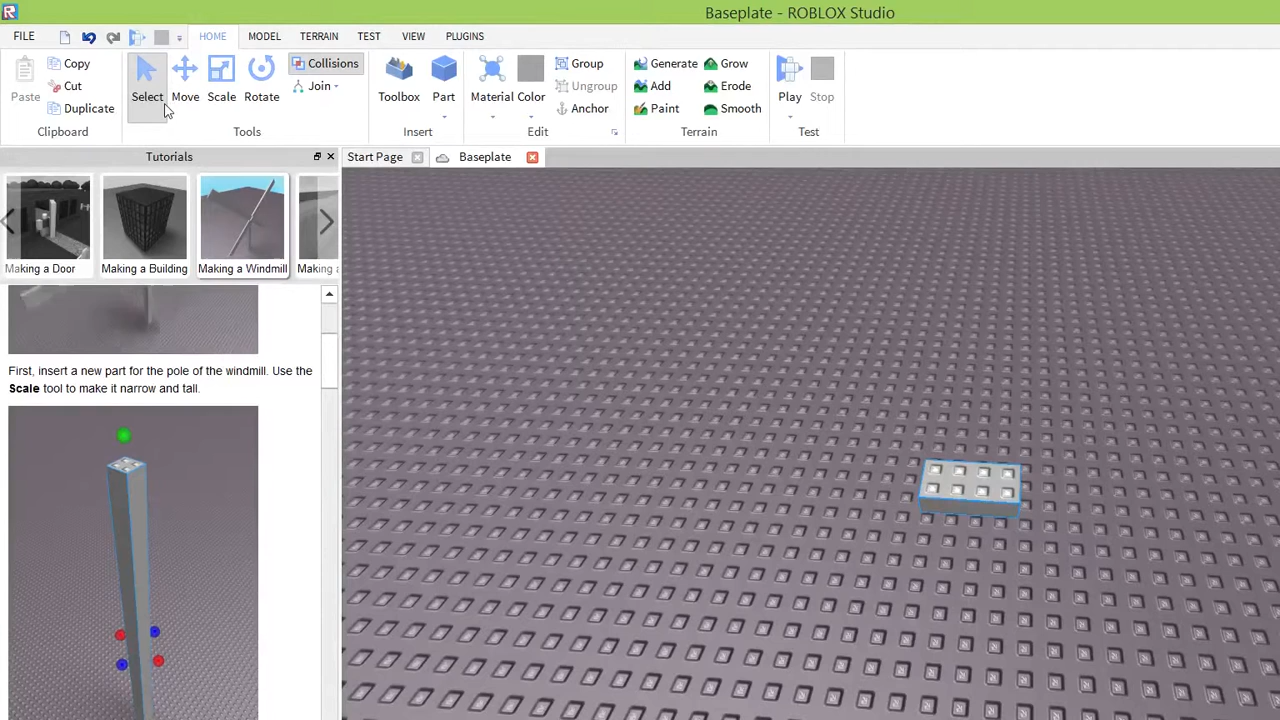 Baseplate - ROBLOX Studio
FILE
HOME
MODEL
TERRAIN
TEST
VIEW
PLUGINS
Paste
Copy
Cut
Duplicate
Clipboard
Select
Move
Scale
Rotate
Collisions
Join
Tools
Toolbox
Part
Insert
Material
Color
Group
Ungroup
Anchor
Edit
Generate
Grow
Add
Erode
Paint
Smooth
Terrain
Play
Stop
Test
Tutorials
Start Page
Baseplate
Making a Door
Making a Building
Making a Windmill
Making a
First, insert a new part for the pole of the windmill. Use the
Scale tool to make it narrow and tall.